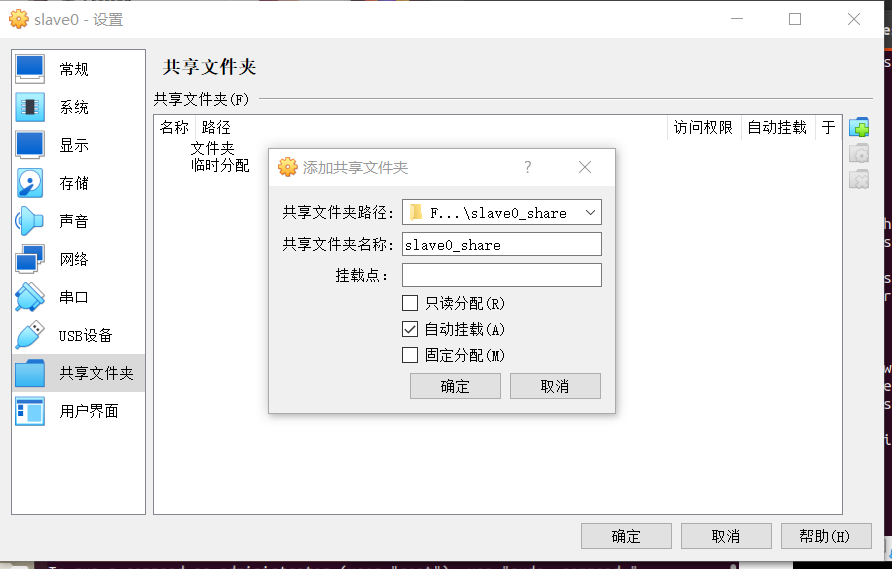 slave0 - 设置
常规
系统
显示
存储
声音
网络
串口
USB设备
共享文件夹
用户界面
共享文件夹
共享文件夹(F)
名称 路径 访问权限 自动挂载 于
文件夹
临时分配
添加共享文件夹 ?
共享文件夹路径: F...\slave0_share
共享文件夹名称: slave0_share
挂载点:
只读分配(R)
自动挂载(A)
固定分配(M)
确定 取消
确定 取消 帮助(H)